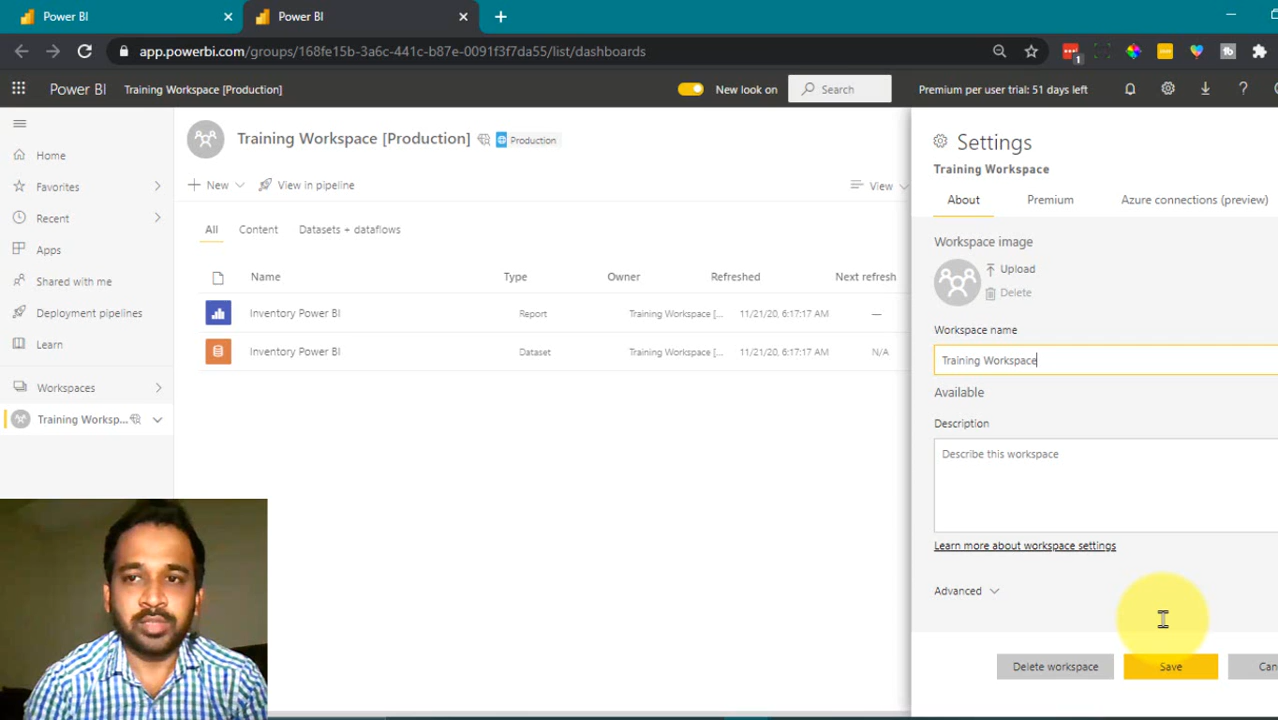 Power BI
Power BI
app.powerbi.com/groups/168fe15b-3a6c-441c-b87e-0091f3f7da55/list/dashboards
1
Power BI Training Workspace [Production]
New look on
Search
Premium per user trial: 51 days left
Home
Favorites
Recent
Apps
Shared with me
Deployment pipelines
Learn
Workspaces
Training Worksp...
Training Workspace [Production] Production
New View in pipeline View
All Content Datasets + dataflows
Name Type Owner Refreshed Next refresh
Inventory Power BI Report Training Workspace [... 11/21/20, 6:17:17 AM —
Inventory Power BI Dataset Training Workspace [... 11/21/20, 6:17:17 AM N/A
Settings
Training Workspace
About Premium Azure connections (preview)
Workspace image
Upload
Delete
Workspace name
Training Workspace
Available
Description
Describe this workspace
Learn more about workspace settings
Advanced
Delete workspace Save Can